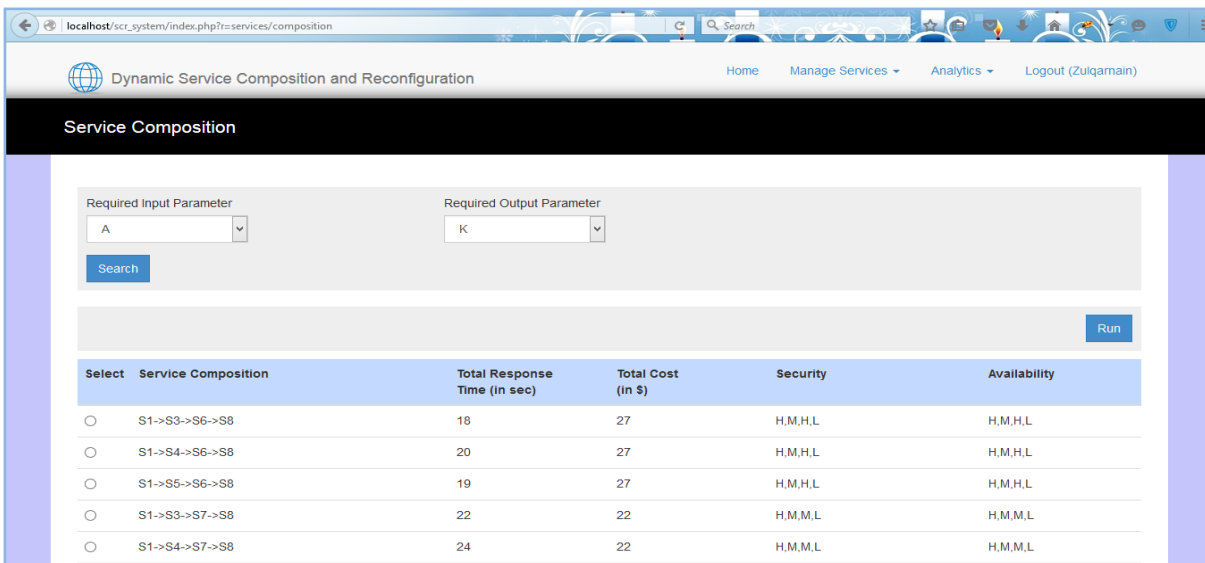 localhost/scr_system/index.php?r=services/composition
Search
Dynamic Service Composition and Reconfiguration
Home Manage Services Analytics Logout (Zulqarnain)
Service Composition
Required Input Parameter Required Output Parameter
A K
Search
Run
Select Service Composition Total Response Time (in sec) Total Cost (in $) Security Availability
S1->S3->S6->S8 18 27 H,M,H,L H,M,H,L
S1->S4->S6->S8 20 27 H,M,H,L H,M,H,L
S1->S5->S6->S8 19 27 H,M,H,L H,M,H,L
S1->S3->S7->S8 22 22 H,M,M,L H,M,M,L
S1->S4->S7->S8 24 22 H,M,M,L H,M,M,L